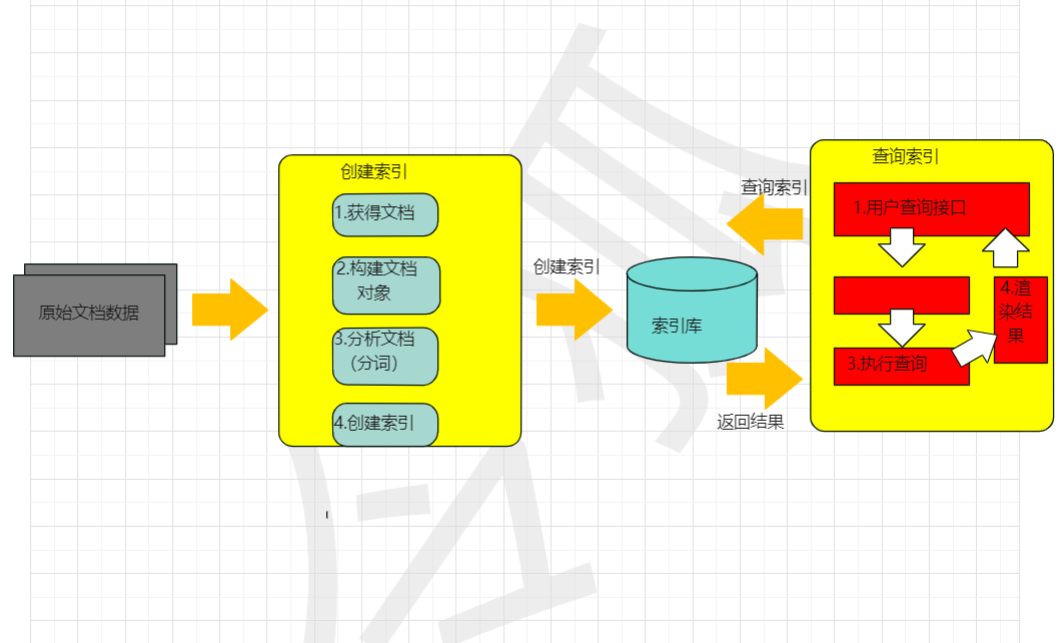 原始文档数据
创建索引
1.获得文档
2.构建文档
对象
3.分析文档
（分词）
4.创建索引
创建索引
索引库
查询索引
返回结果
查询索引
1.用户查询接口
3.执行查询
4.渲
染结
果